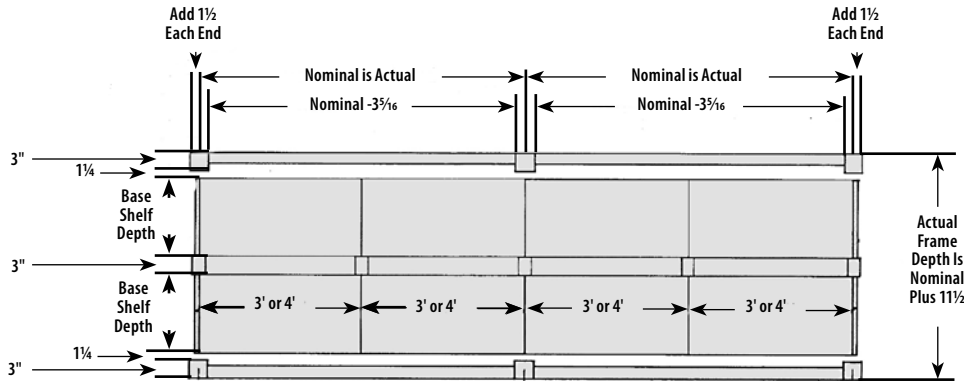 Add 1½
Each End
Add 1½
Each End
Nominal is Actual
Nominal is Actual
Nominal -3⁵⁄₁₆
Nominal -3⁵⁄₁₆
3"
1¼
Base
Shelf
Depth
3"
Base
Shelf
Depth
3' or 4'
3' or 4'
3' or 4'
3' or 4'
1¼
3"
Actual
Frame
Depth Is
Nominal
Plus 11½